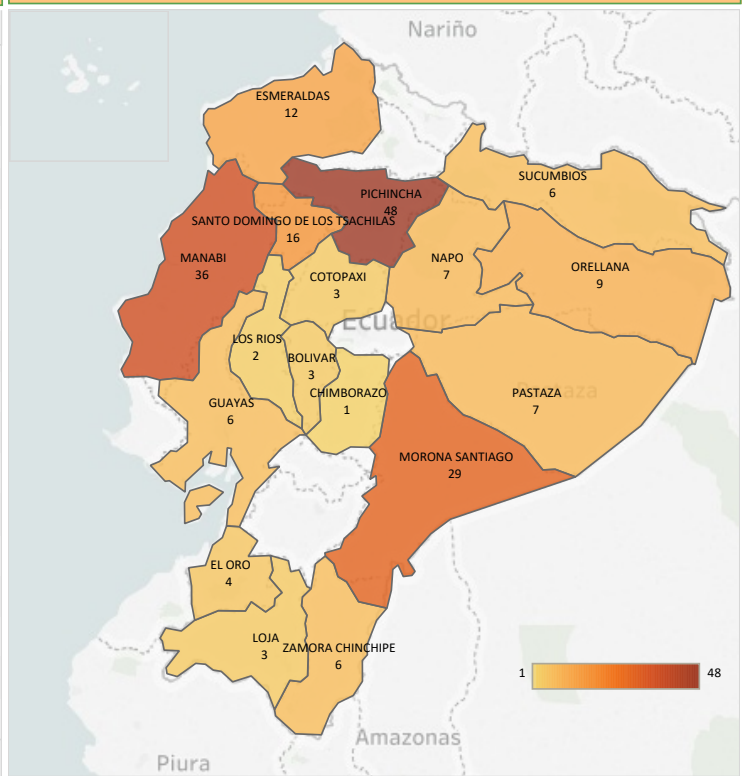 Nariño
ESMERALDAS
12
SUCUMBIOS
6
PICHINCHA
48
SANTO DOMINGO DE LOS TSACHILAS
16
MANABI
36
NAPO
7
ORELLANA
9
COTOPAXI
3
Ecuador
LOS RIOS
2
BOLIVAR
3
CHIMBORAZO
1
GUAYAS
6
PASTAZA
7
MORONA SANTIAGO
29
EL ORO
4
LOJA
3
ZAMORA CHINCHIPE
6
1
48
Amazonas
Piura